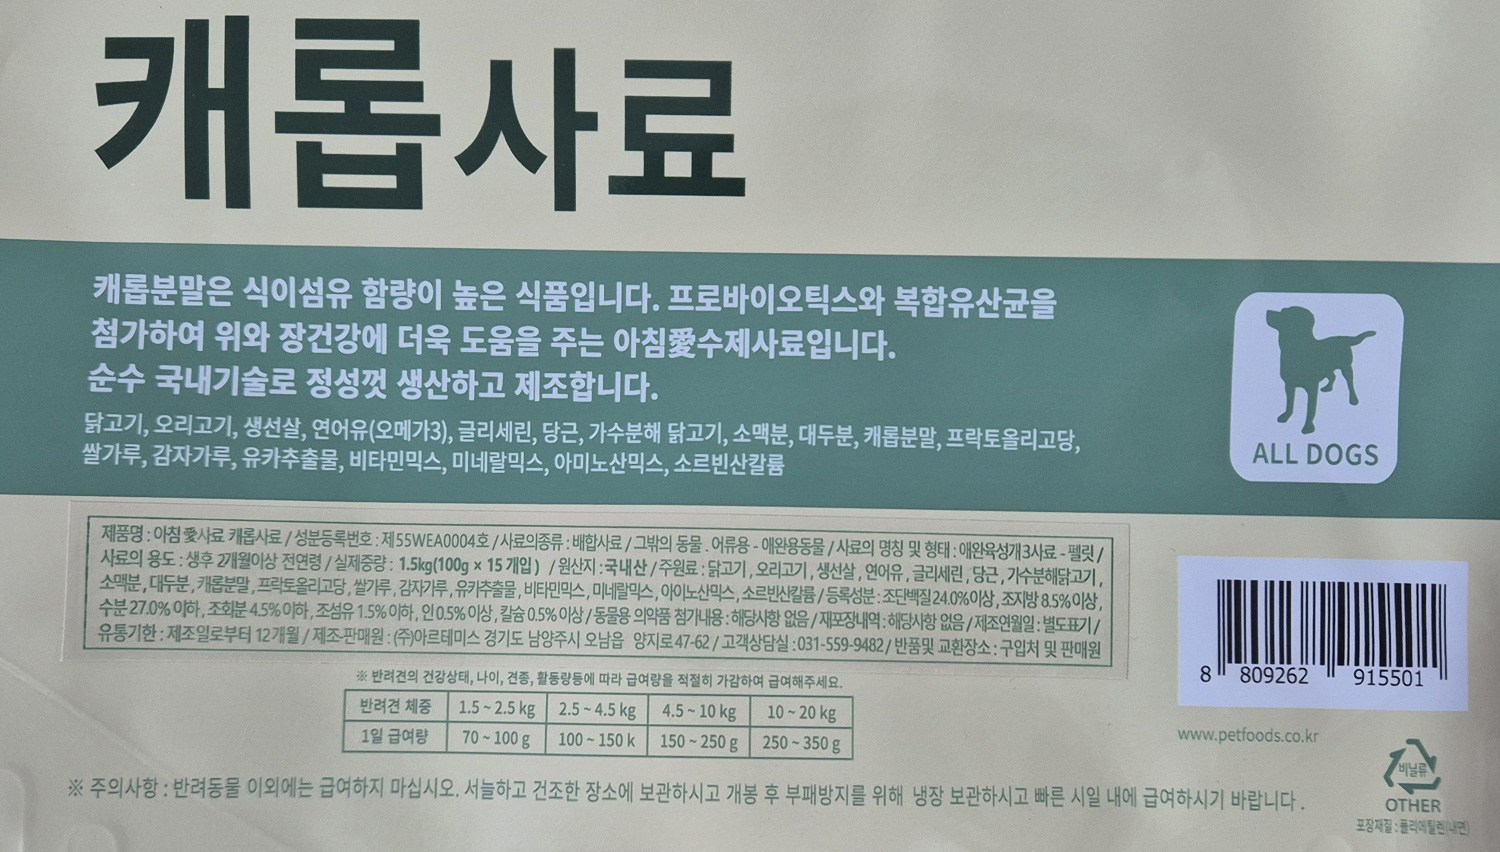 캐롭사료
캐롭분말은 식이섬유 함량이 높은 식품입니다. 프로바이오틱스와 복합유산균을
첨가하여 위와 장건강에 더욱 도움을 주는 아침愛수제사료입니다.
순수 국내기술로 정성껏 생산하고 제조합니다.
닭고기, 오리고기, 생선살, 연어유(오메가3), 글리세린, 당근, 가수분해 닭고기, 소맥분, 대두분, 캐롭분말, 프락토올리고당,
쌀가루, 감자가루, 유카추출물, 비타민믹스, 미네랄믹스, 아미노산믹스, 소르빈산칼륨
ALL DOGS
제품명 : 아침 愛사료 캐롭사료 / 성분등록번호 : 제55WEA0004호 / 사료의종류 : 배합사료 / 그밖의 동물 . 어류용 - 애완용동물 / 사료의 명칭 및 형태 : 애완육성개3사료 - 펠릿 /
사료의 용도 : 생후 2개월이상 전연령 / 실제중량 : 1.5kg(100g × 15 개입) / 원산지 : 국내산 / 주원료 : 닭고기 , 오리고기 , 생선살 , 연어유 , 글리세린 , 당근 , 가수분해닭고기 ,
소맥분, 대두분, 캐롭분말 , 프락토올리고당, 쌀가루, 감자가루, 유카추출물 , 비타민믹스, 미네랄믹스, 아이노산믹스, 소르빈산칼륨 / 등록성분 : 조단백질 24.0%이상, 조지방 8.5%이상,
수분 27.0% 이하, 조회분 4.5% 이하, 조섬유 1.5% 이하, 인 0.5% 이상, 칼슘 0.5% 이상 / 동물용 의약품 첨가내용 : 해당사항 없음 / 재포장내역 : 해당사항 없음 / 제조연월일 : 별도표기 /
유통기한 : 제조일로부터 12개월 / 제조·판매원 : (주)아르테미스 경기도 남양주시 오남읍 양지로 47-62 / 고객상담실 : 031-559-9482 / 반품및 교환장소 : 구입처 및 판매원
※ 반려견의 건강상태, 나이, 견종, 활동량등에 따라 급여량을 적절히 가감하여 급여해주세요.
반려견 체중 1.5 ~ 2.5 kg 2.5 ~ 4.5 kg 4.5 ~ 10 kg 10 ~ 20 kg
1일 급여량 70 ~ 100 g 100 ~ 150 k 150 ~ 250 g 250 ~ 350 g
8 809262 915501
www.petfoods.co.kr
※ 주의사항 : 반려동물 이외에는 급여하지 마십시오. 서늘하고 건조한 장소에 보관하시고 개봉 후 부패방지를 위해 냉장 보관하시고 빠른 시일 내에 급여하시기 바랍니다.
비닐류
OTHER
포장재질 : 폴리에틸렌(내면)